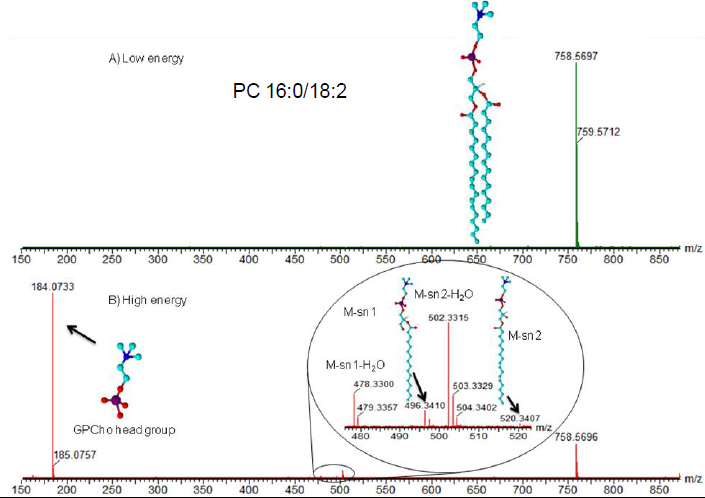 A) Low energy
PC 16:0/18:2
758.5697
759.5712
150 200 250 300 350 400 450 500 550 600 650 700 750 800 850 m/z
184.0733
B) High energy
GPCho head group
185.0757
M-sn 1
M-sn2-H2O
M-sn2
M-sn1-H2O
502.3315
478.3300
479.3357
496.3410
503.3329
504.3402
520.3407
480 490 500 510 520 m/z
758.5696
150 200 250 300 350 400 450 500 550 600 650 700 750 800 850 m/z